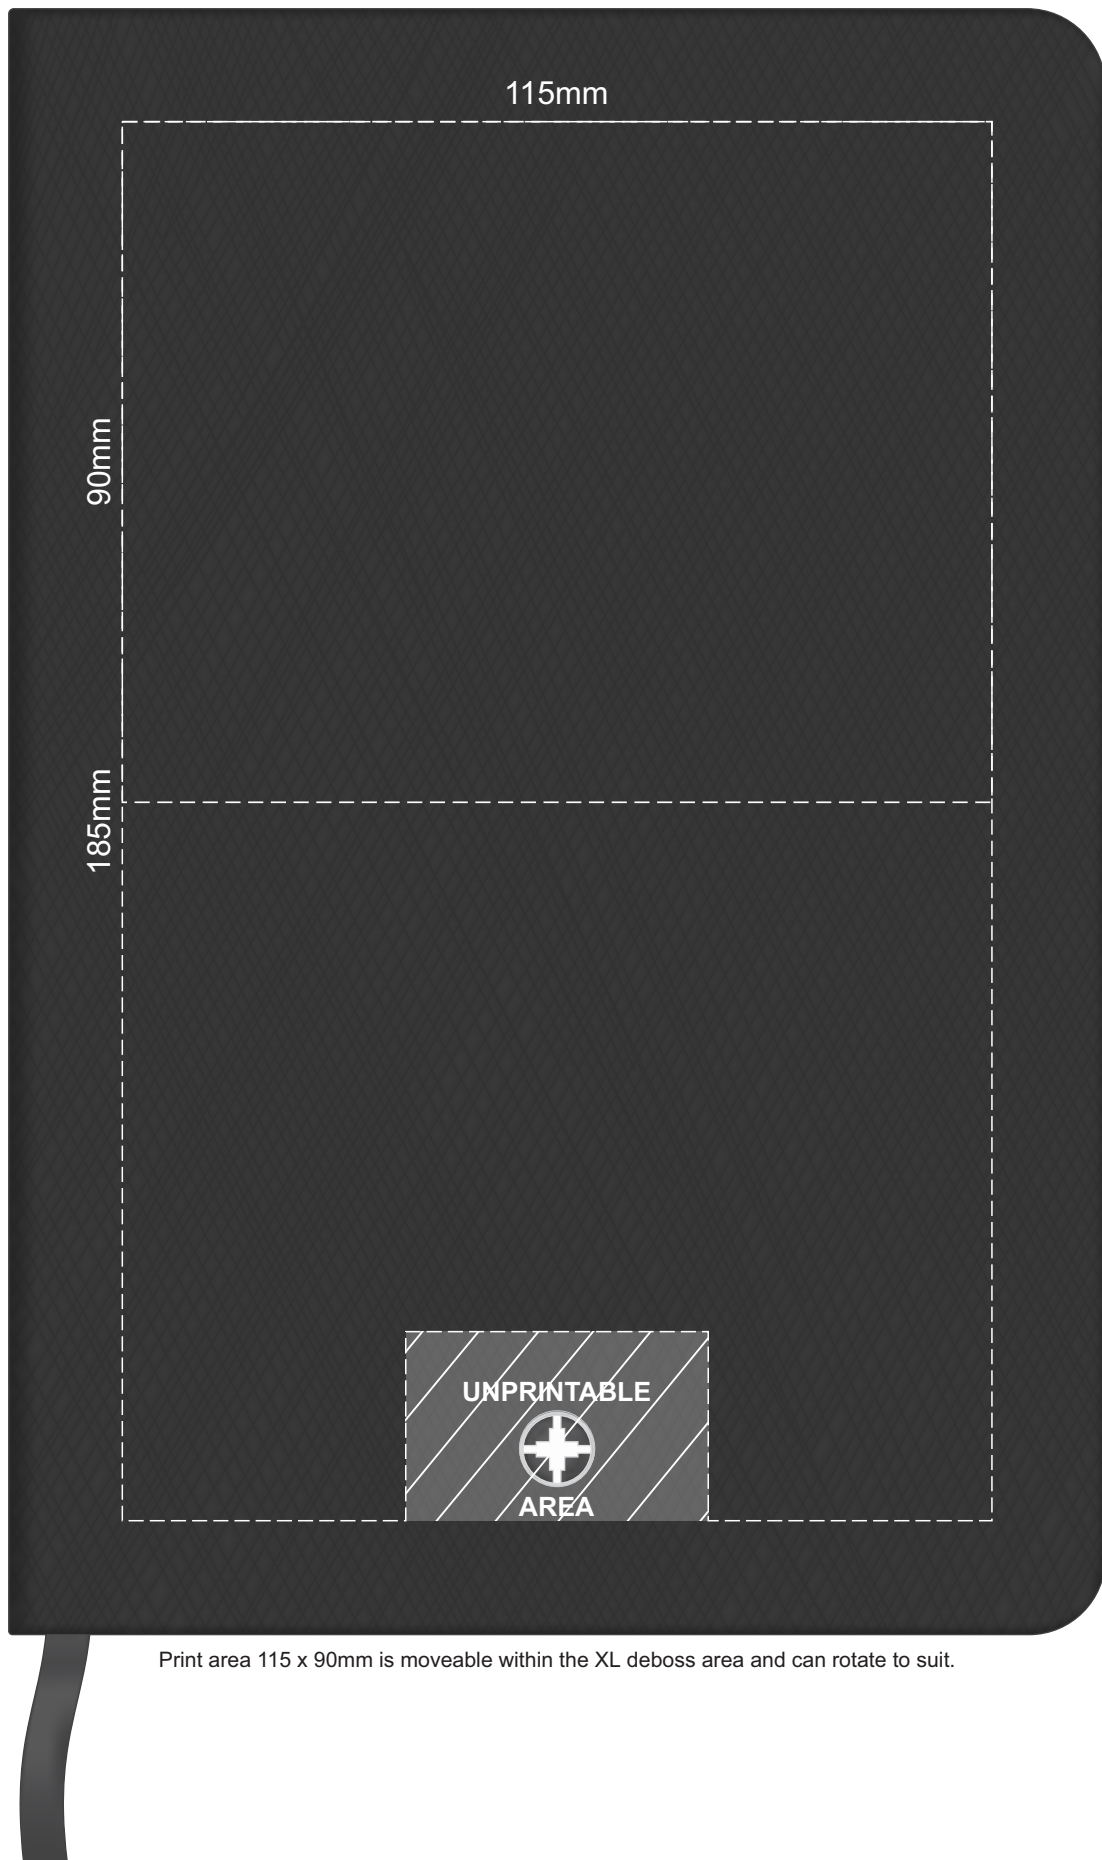 115mm
90mm
185mm
UNPRINTABLE
AREA
Print area 115 x 90mm is moveable within the XL deboss area and can rotate to suit.